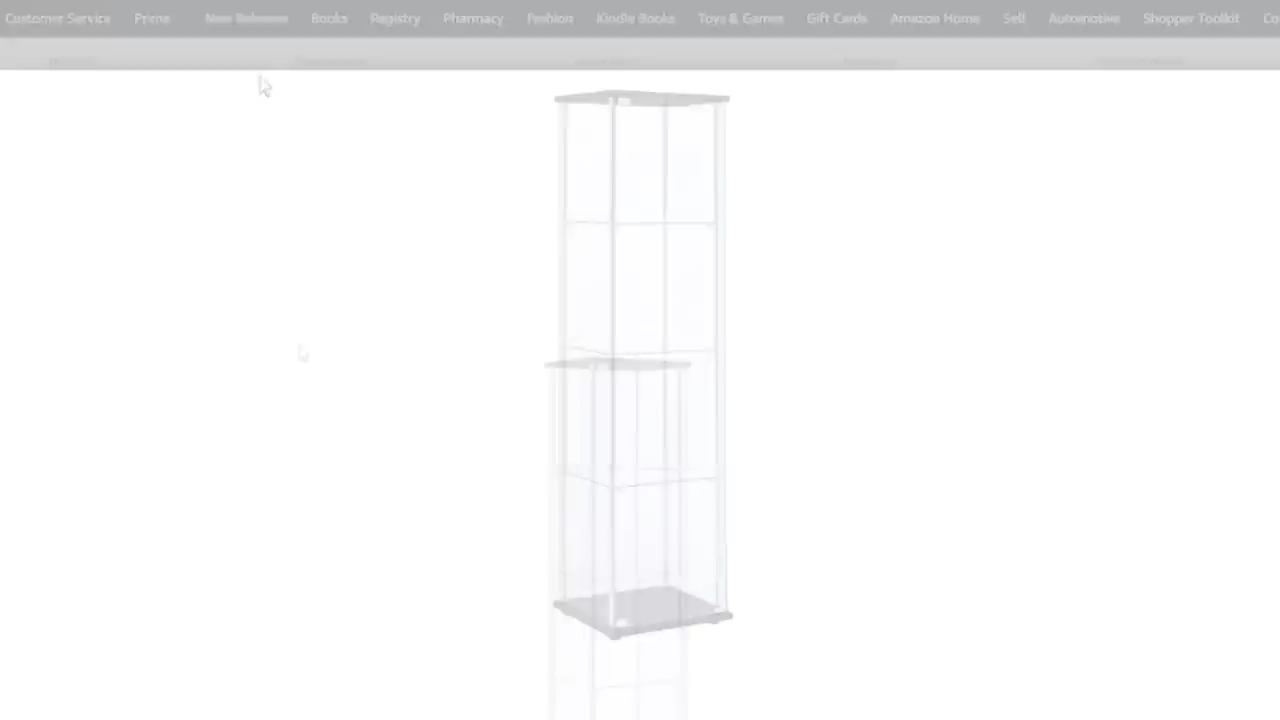 Customer Service Prime New Releases Books Registry Pharmacy Fashion Kindle Books Toys & Games Gift Cards Amazon Home Sell Automotive Shopper Toolkit